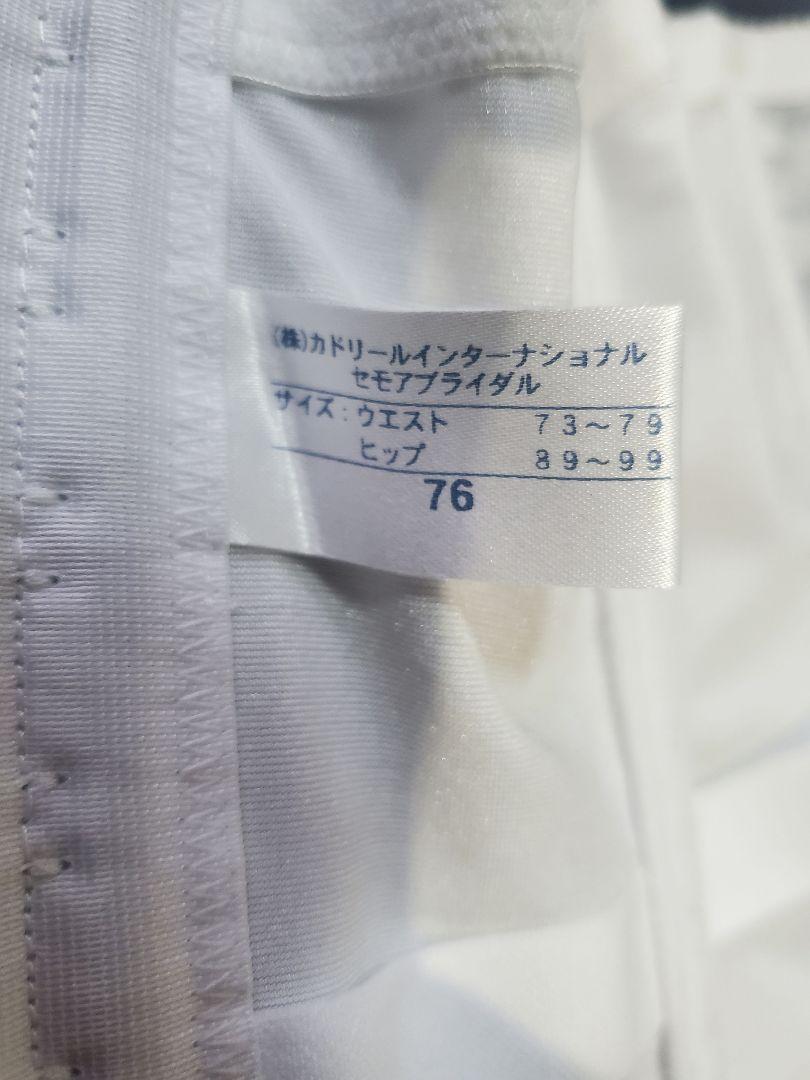 (株)カドリールインターナショナル
セモアブライダル
サイズ：ウエスト 73～79
ヒップ 89～99
76